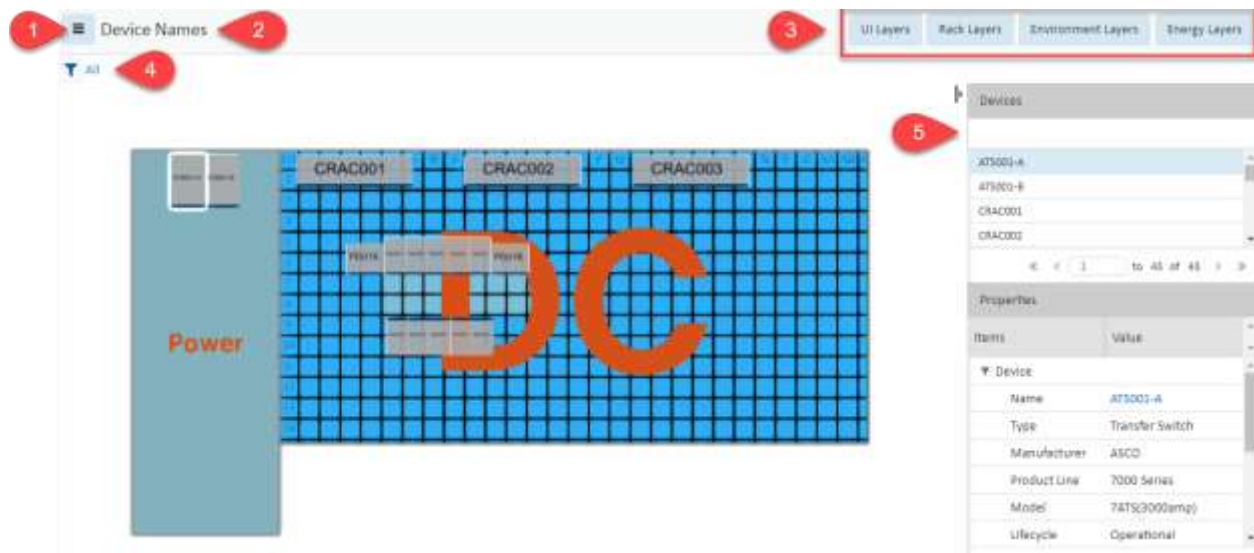 1
Device Names
2
3
UI Layers
Rack Layers
Environment Layers
Energy Layers
All
4
Devices
5
ATS001-A
ATS001-B
CRAC001
CRAC002
1 to 45 of 45
CRAC001
CRAC002
CRAC003
DC
Power
Properties
Items
Value
Device
Name
ATS001-A
Type
Transfer Switch
Manufacturer
ASCO
Product Line
7000 Series
Model
7ATS(3000amp)
Lifecycle
Operational